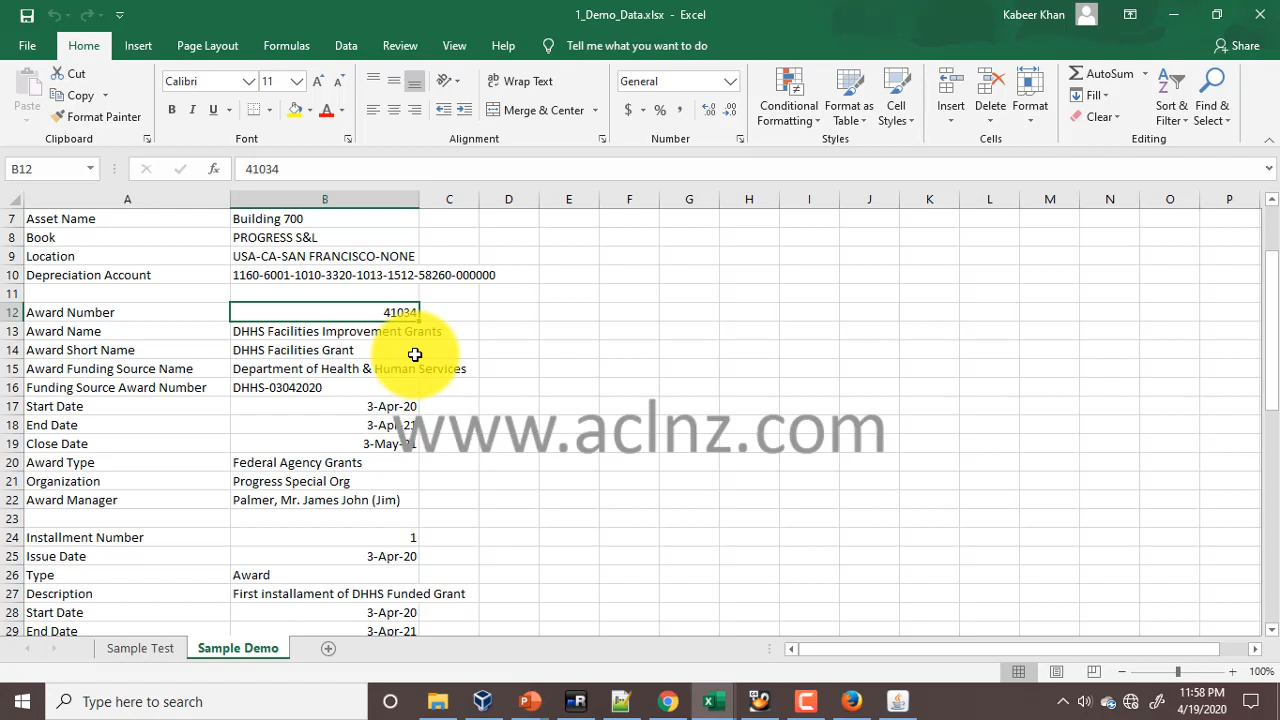 1_Demo_Data.xlsx - Excel
Kabeer Khan
File Home Insert Page Layout Formulas Data Review View Help Tell me what you want to do Share
Paste
Cut
Copy
Format Painter
Clipboard
Calibri 11
B I U
Font
Wrap Text
Merge & Center
Alignment
General
$ % ,
Number
Conditional Formatting
Format as Table
Cell Styles
Styles
Insert
Delete
Format
Cells
AutoSum
Fill
Clear
Sort & Filter
Find & Select
Editing
B12 fx 41034
A B C D E F G H I J K L M N O P
7 Asset Name Building 700
8 Book PROGRESS S&L
9 Location USA-CA-SAN FRANCISCO-NONE
10 Depreciation Account 1160-6001-1010-3320-1013-1512-58260-000000
11
12 Award Number 41034
13 Award Name DHHS Facilities Improvement Grants
14 Award Short Name DHHS Facilities Grant
15 Award Funding Source Name Department of Health & Human Services
16 Funding Source Award Number DHHS-03042020
17 Start Date 3-Apr-20
18 End Date 3-Apr-21
19 Close Date 3-May-21
www.aclnz.com
20 Award Type Federal Agency Grants
21 Organization Progress Special Org
22 Award Manager Palmer, Mr. James John (Jim)
23
24 Installment Number 1
25 Issue Date 3-Apr-20
26 Type Award
27 Description First installament of DHHS Funded Grant
28 Start Date 3-Apr-20
29 End Date 3-Apr-21
Sample Test Sample Demo
100%
Type here to search
11:58 PM
4/19/2020